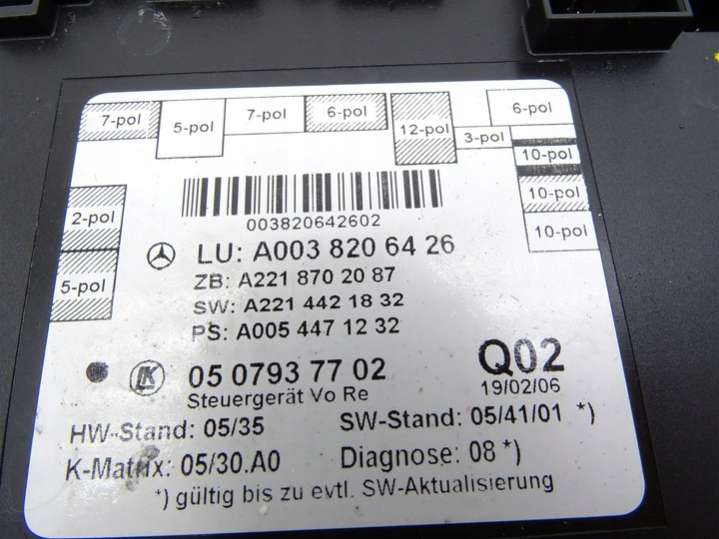 7-pol
5-pol
7-pol
6-pol
12-pol
3-pol
6-pol
10-pol
10-pol
10-pol
2-pol
5-pol
003820642602
LU: A003 820 64 26
ZB: A221 870 20 87
SW: A221 442 18 32
PS: A005 447 12 32
LK 05 0793 77 02 Q02
Steuergerät Vo Re 19/02/06
HW-Stand: 05/35 SW-Stand: 05/41/01 *)
K-Matrix: 05/30.A0 Diagnose: 08 *)
*) gültig bis zu evtl. SW-Aktualisierung